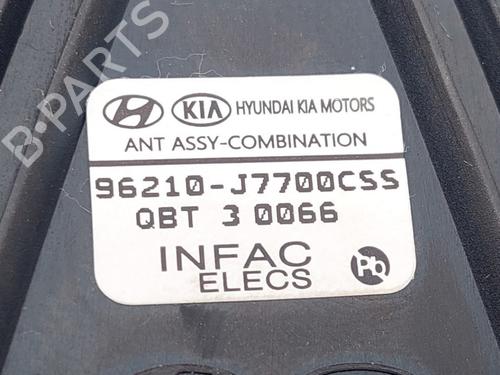 B-PARTS
KIA HYUNDAI KIA MOTORS
ANT ASSY-COMBINATION
96210-J7700CSS
QBT 3 0066
INFAC
ELECS
Pb